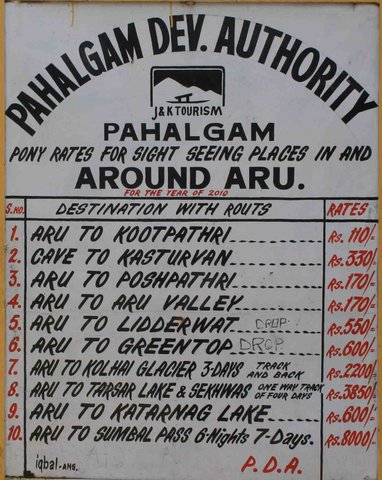 PAHALGAM DEV. AUTHORITY
J&K TOURISM
PAHALGAM
PONY RATES FOR SIGHT SEEING PLACES IN AND
AROUND ARU.
FOR THE YEAR OF 2010
S.NO. DESTINATION WITH ROUTS RATES
1. ARU TO KOOTPATHRI Rs. 110/-
2. CAVE TO KASTURVAN Rs. 330/-
3. ARU TO POSHPATHRI Rs. 170/-
4. ARU TO ARU VALLEY Rs. 170/-
5. ARU TO LIDDERWAT DROP Rs. 550/-
6. ARU TO GREENTOP DROP Rs. 600/-
7. ARU TO KOLHAI GLACIER 3-DAYS TRACK AND BACK Rs. 2200/-
8. ARU TO TARSAR LAKE & SEKHWAS ONE WAY TRACK OF FOUR DAYS Rs. 3850/-
9. ARU TO KATARNAG LAKE Rs. 600/-
10. ARU TO SUMBAL PASS 6-Nights 7-Days. Rs. 8000/-
iqbal-AMG. P.D.A.